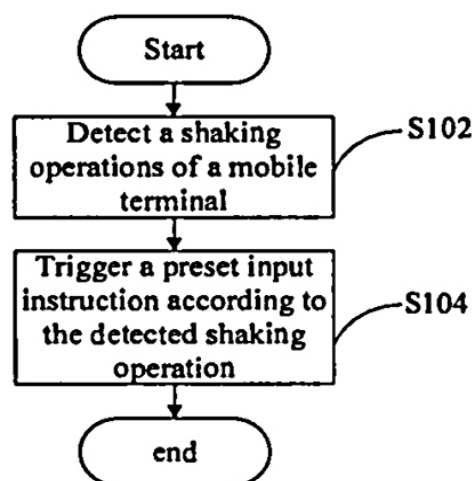 Start
Detect a shaking
operations of a mobile
terminal
S102
Trigger a preset input
instruction according to
the detected shaking
operation
S104
end